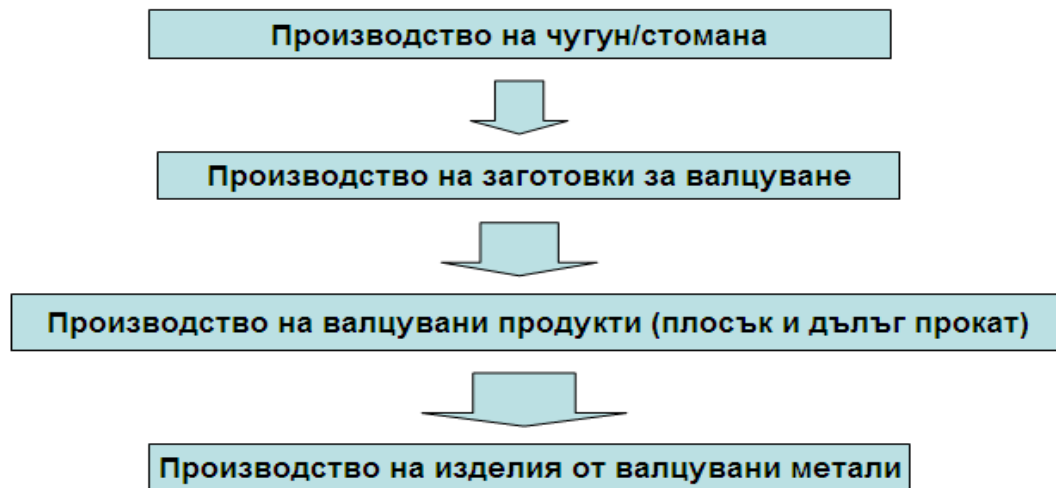 Производство на чугун/стомана
Производство на заготовки за валцуване
Производство на валцувани продукти (плосък и дълъг прокат)
Производство на изделия от валцувани метали